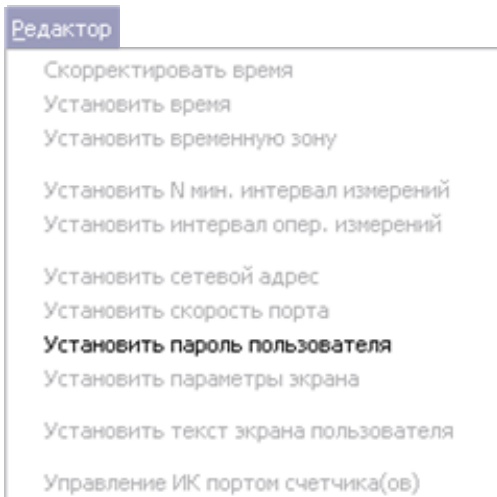 Редактор
Скорректировать время
Установить время
Установить временную зону
Установить N мин. интервал измерений
Установить интервал опер. измерений
Установить сетевой адрес
Установить скорость порта
Установить пароль пользователя
Установить параметры экрана
Установить текст экрана пользователя
Управление ИК портом счетчика(ов)